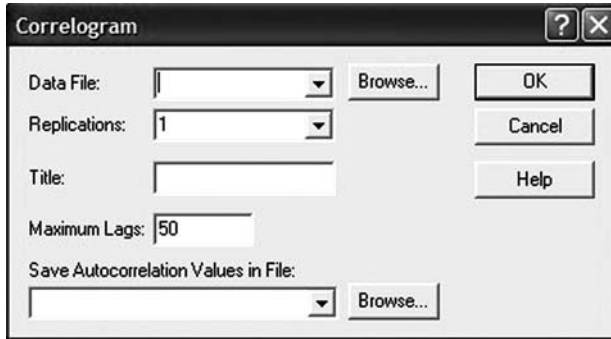 Correlogram ?
Data File: Browse... OK
Replications: 1 Cancel
Title: Help
Maximum Lags: 50
Save Autocorrelation Values in File:
Browse...